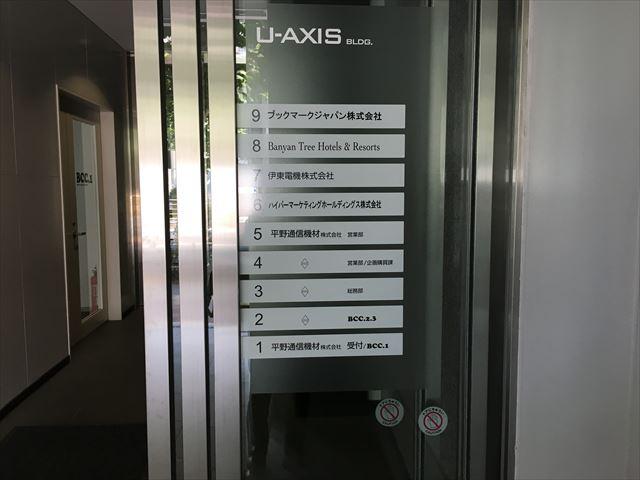 U-AXIS BLDG.
9 ブックマークジャパン株式会社
8 Banyan Tree Hotels & Resorts
7 伊東電機株式会社
6 ハイパーマーケティングホールディングス株式会社
5 平野通信機材株式会社 営業部
4 営業部/企画購買課
3 総務部
2 BCC.2.3
1 平野通信機材株式会社 受付/BCC.1
BCC.1